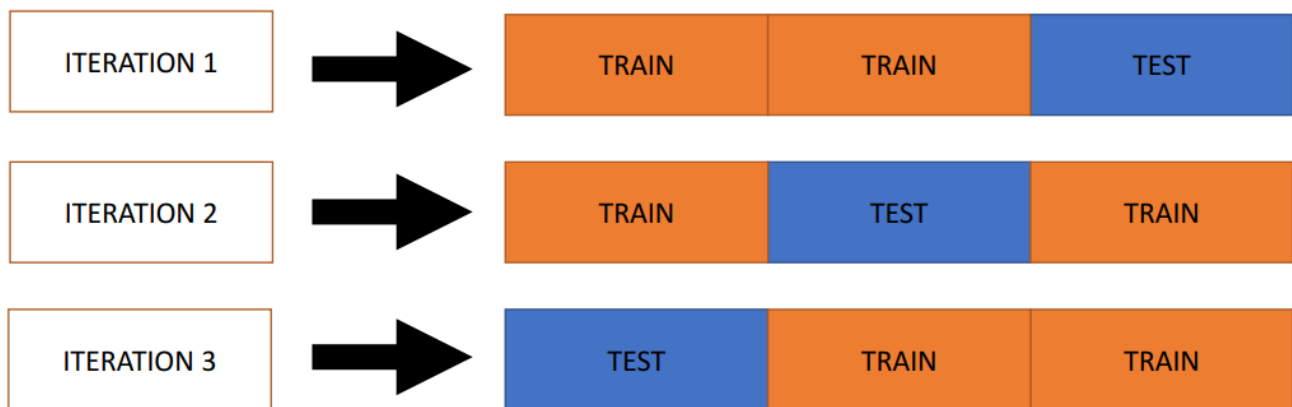 ITERATION 1 TRAIN TRAIN TEST
ITERATION 2 TRAIN TEST TRAIN
ITERATION 3 TEST TRAIN TRAIN